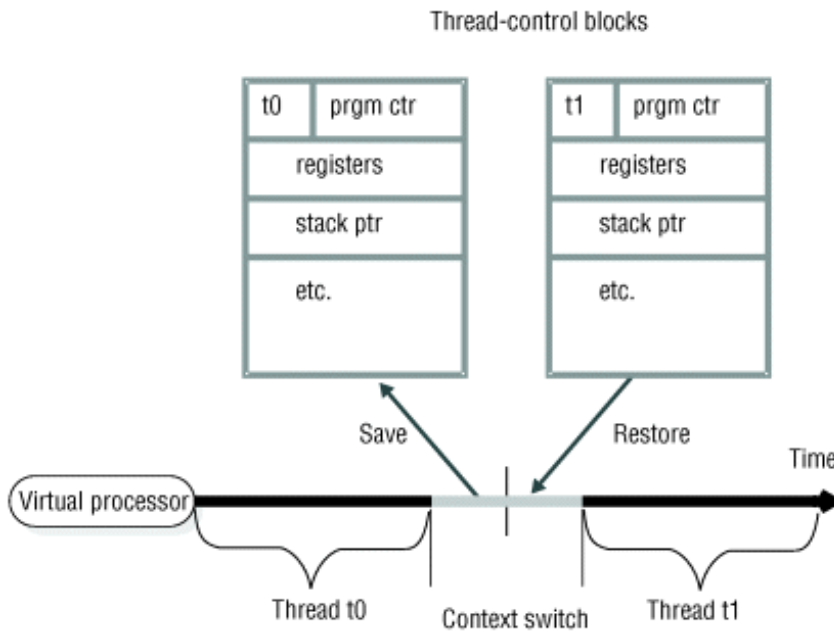 Thread-control blocks
t0 prgm ctr
registers
stack ptr
etc.
t1 prgm ctr
registers
stack ptr
etc.
Save
Restore
Time
Virtual processor
Thread t0
Context switch
Thread t1